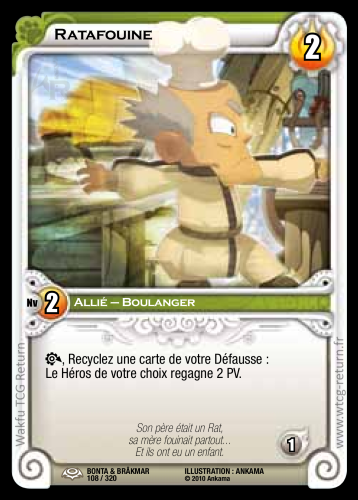 Ratafouine
2
Nv 2 Allié – Boulanger
, Recyclez une carte de votre Défausse :
Le Héros de votre choix regagne 2 PV.
Son père était un Rat,
sa mère fouinait partout...
Et ils ont eu un enfant.
1
Wakfu TCG Return
www.wtcg-return.fr
BONTA & BRÂKMAR
108 / 320
ILLUSTRATION : ANKAMA
© 2010 Ankama